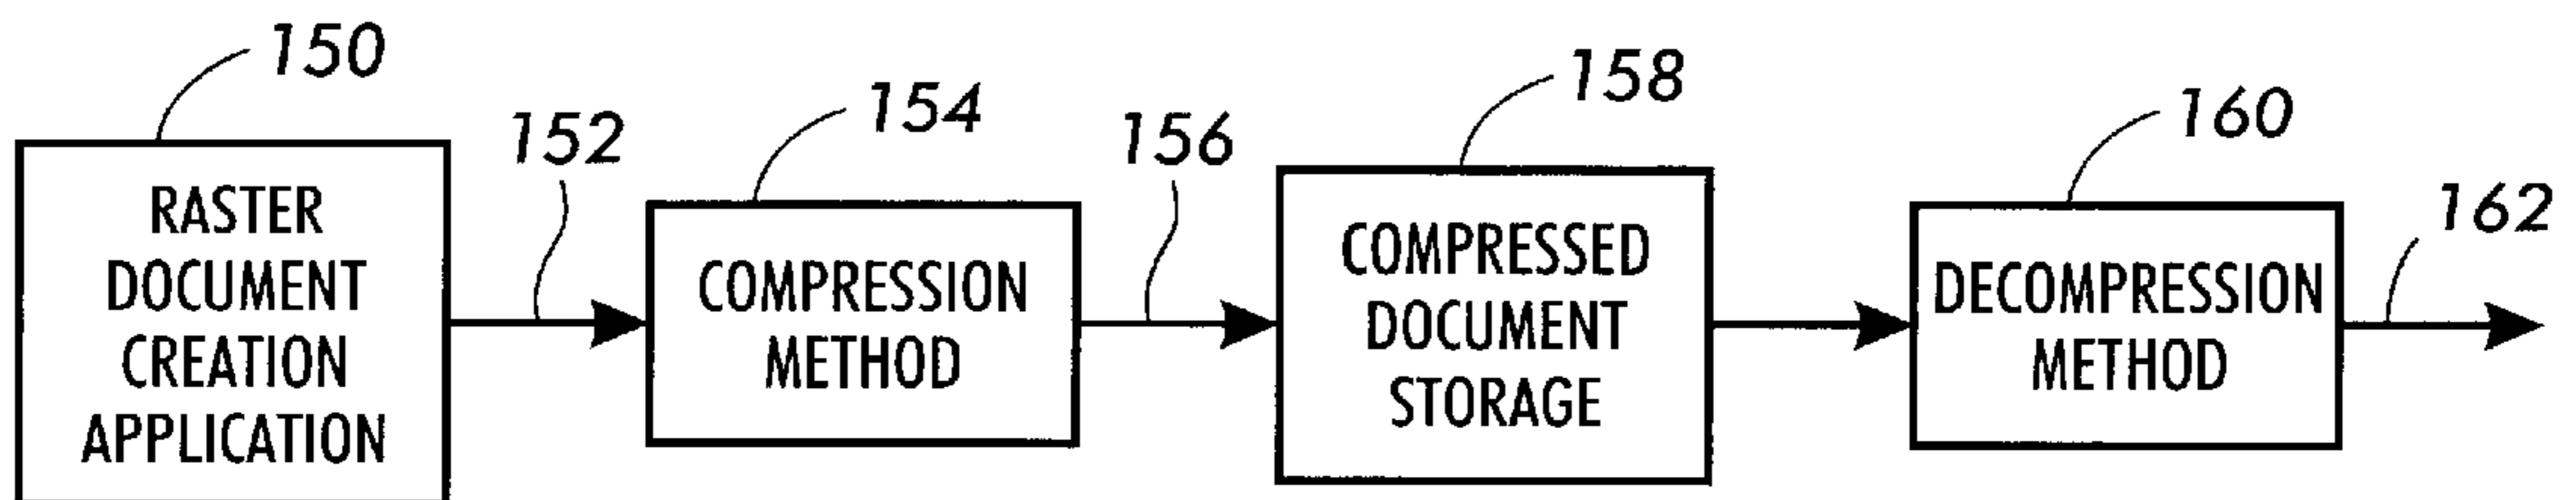 150
RASTER
DOCUMENT
CREATION
APPLICATION
152
154
COMPRESSION
METHOD
156
158
COMPRESSED
DOCUMENT
STORAGE
160
DECOMPRESSION
METHOD
162